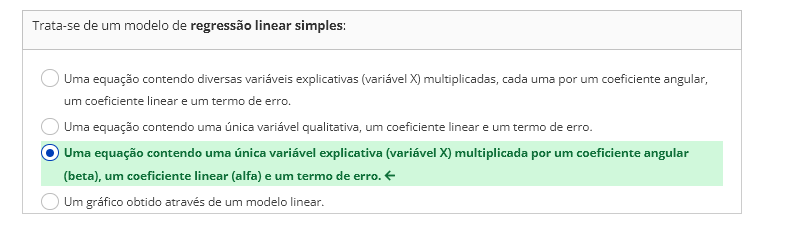 Trata-se de um modelo de regressão linear simples:
Uma equação contendo diversas variáveis explicativas (variável X) multiplicadas, cada uma por um coeficiente angular,
um coeficiente linear e um termo de erro.
Uma equação contendo uma única variável qualitativa, um coeficiente linear e um termo de erro.
Uma equação contendo uma única variável explicativa (variável X) multiplicada por um coeficiente angular
(beta), um coeficiente linear (alfa) e um termo de erro. ←
Um gráfico obtido através de um modelo linear.